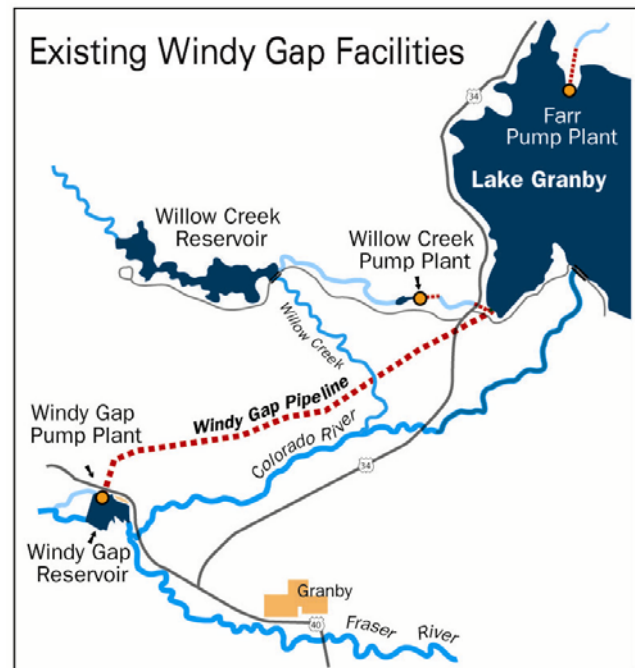 Existing Windy Gap Facilities
34
Farr
Pump Plant
Lake Granby
Willow Creek
Reservoir
Willow Creek
Pump Plant
Willow Creek
Windy Gap Pipeline
Windy Gap
Pump Plant
Colorado River
34
Windy Gap
Reservoir
Granby
40
Fraser River